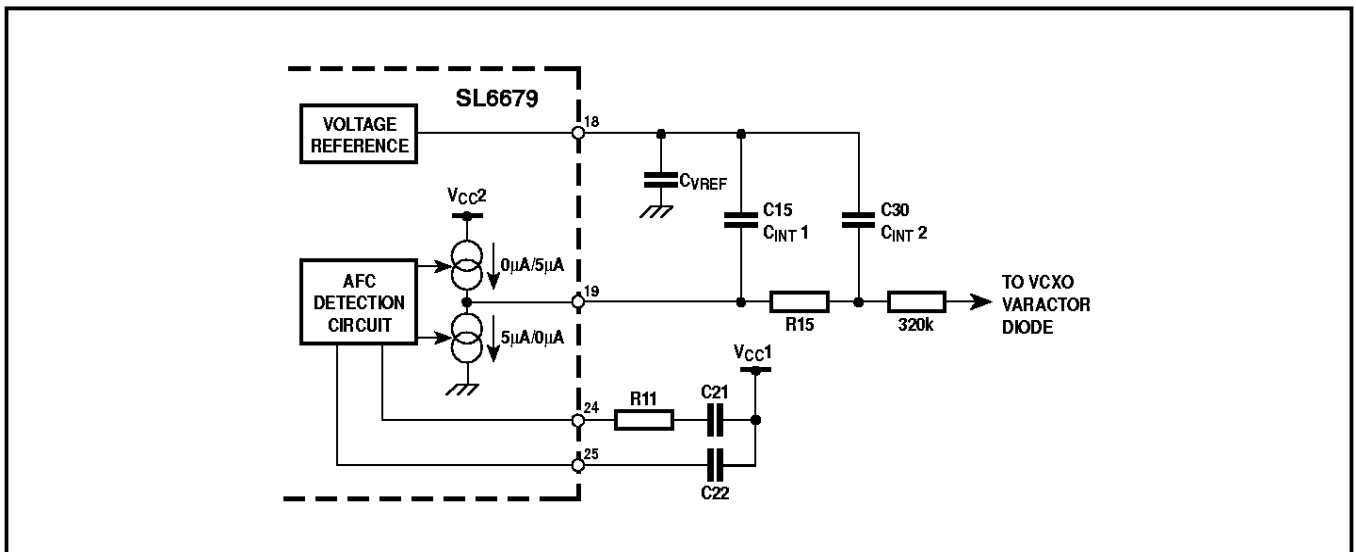 SL6679
VOLTAGE
REFERENCE
18
CVREF
VCC2
C15
CINT 1
C30
CINT 2
0μA/5μA
AFC
DETECTION
CIRCUIT
19
TO VCXO
VARACTOR
DIODE
R15
320k
5μA/0μA
VCC1
24
R11
C21
25
C22